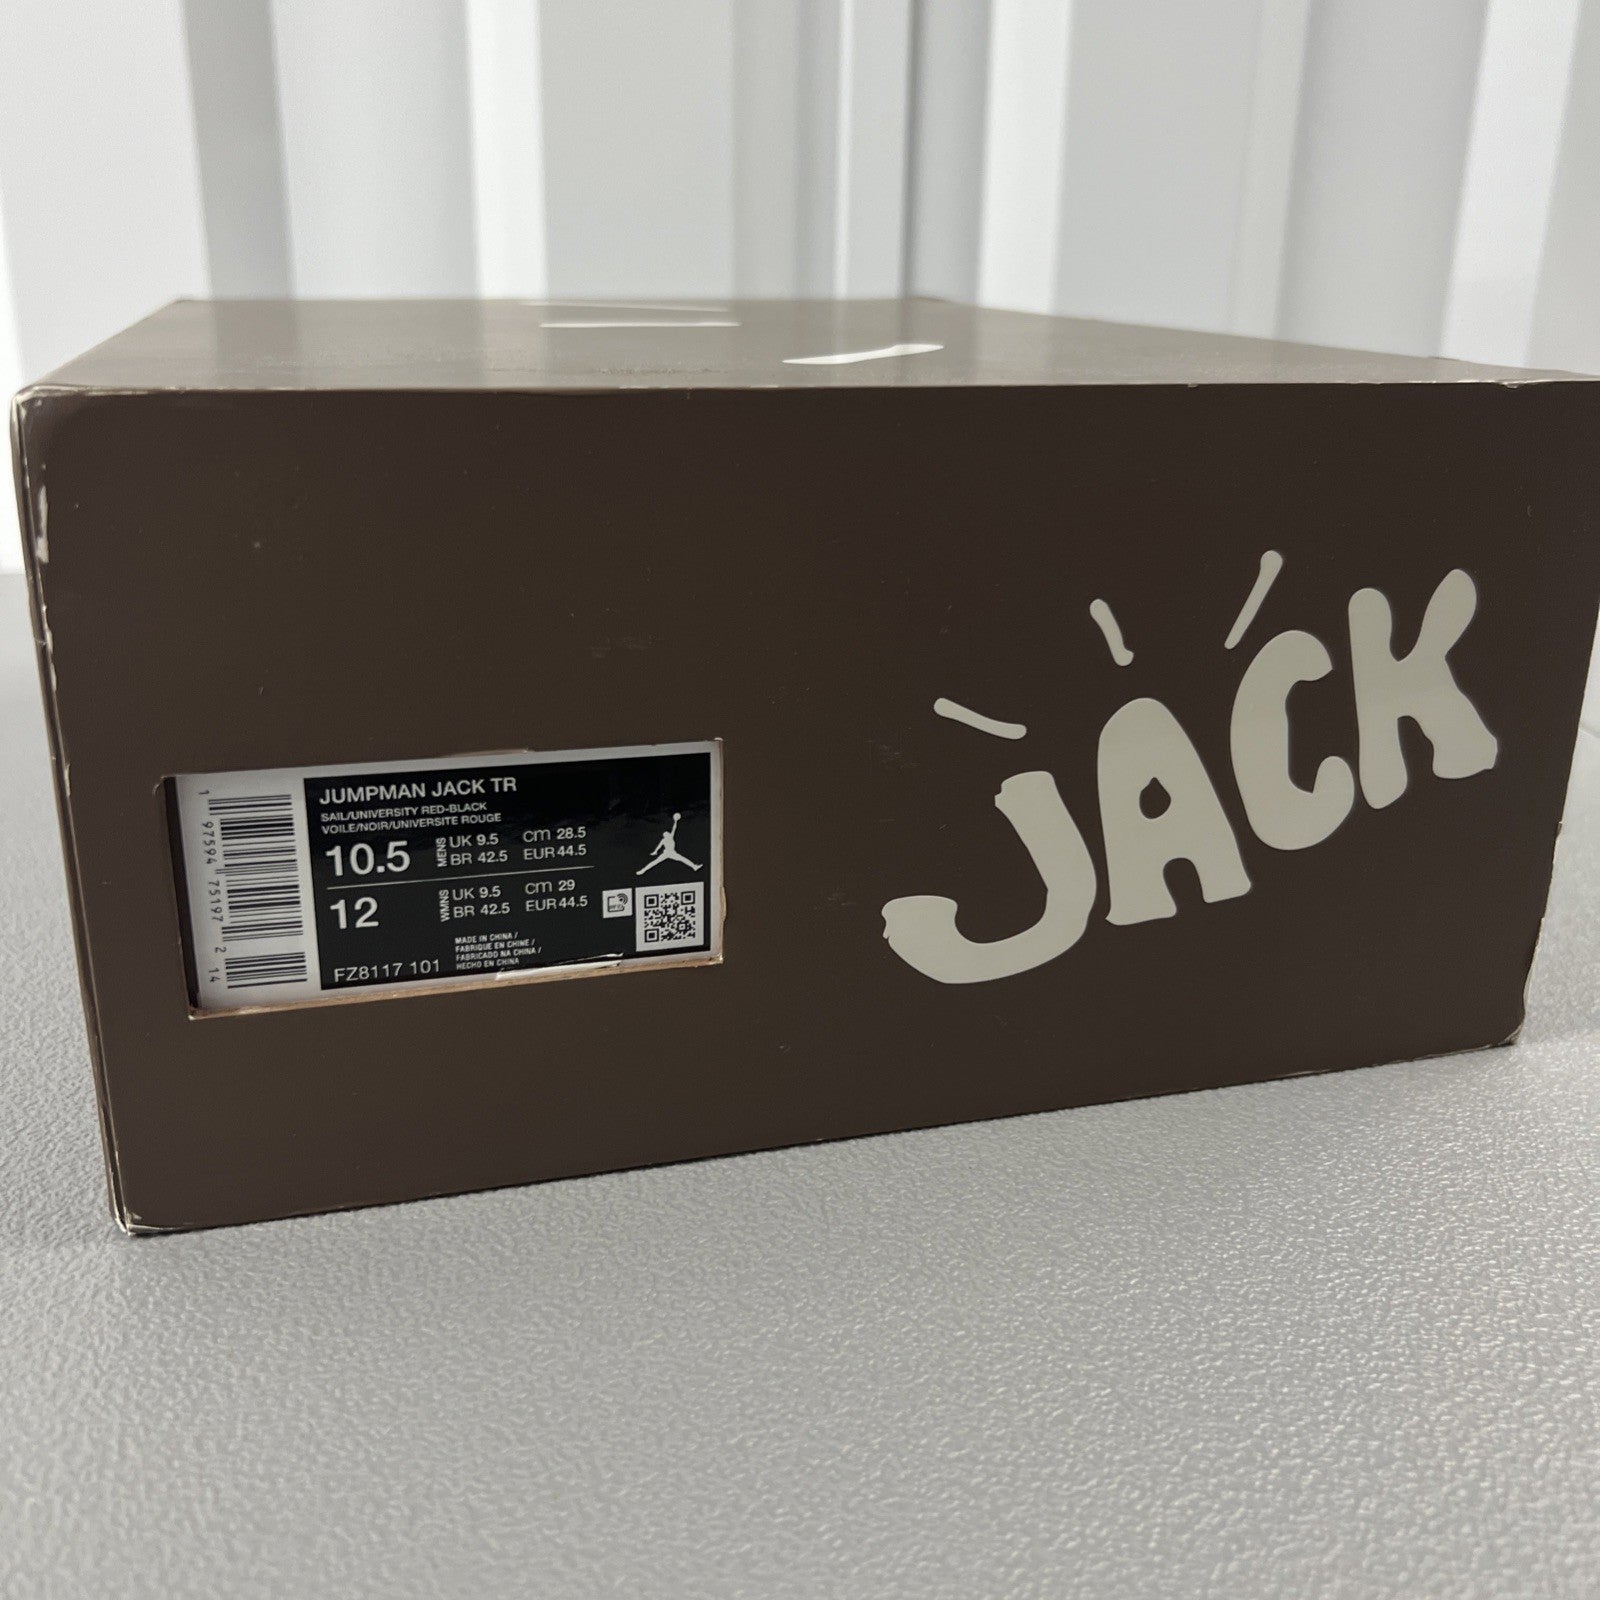 JACK
JUMPMAN JACK TR
SAIL/UNIVERSITY RED-BLACK
VOILE/NOIR/UNIVERSITE ROUGE
10.5 MENS UK 9.5 cm 28.5
BR 42.5 EUR 44.5
12 WMNS UK 9.5 cm 29
BR 42.5 EUR 44.5
MADE IN CHINA /
FABRIQUE EN CHINE /
FABRICADO NA CHINA /
HECHO EN CHINA
FZ8117 101
1 97594 75197 2 14